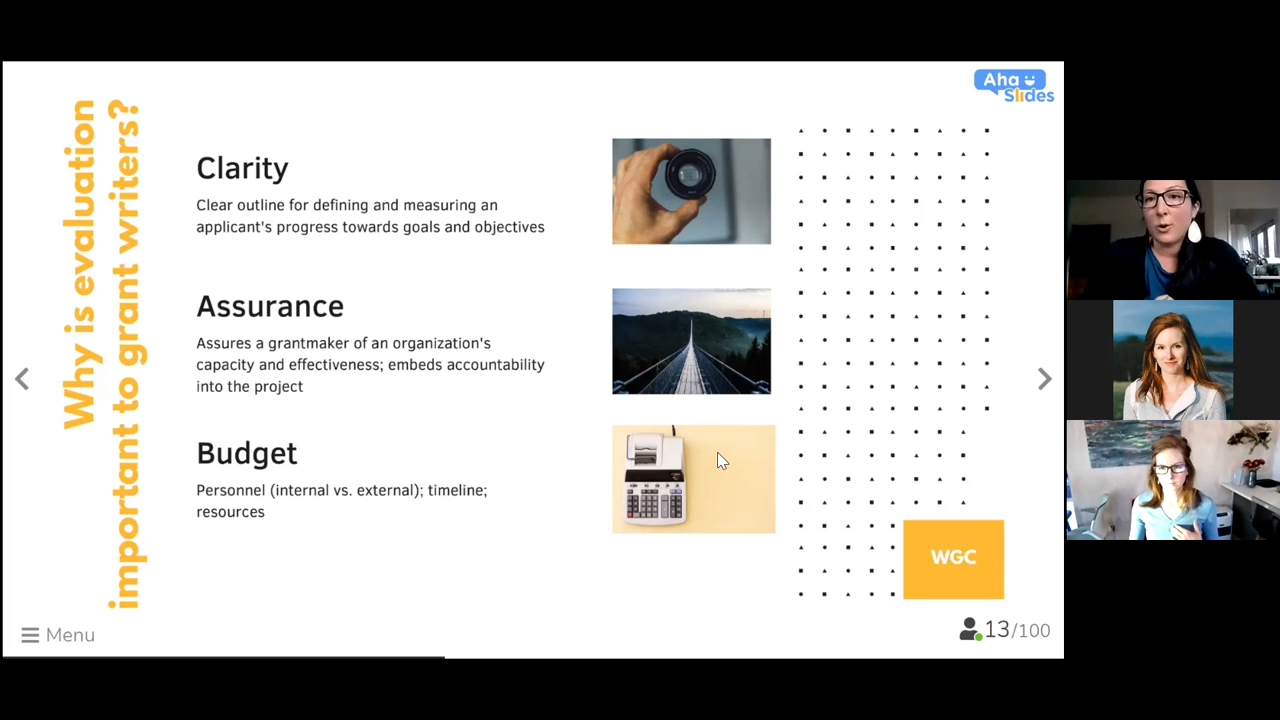 Aha
Slides
Why is evaluation
important to grant writers?
Clarity
Clear outline for defining and measuring an
applicant's progress towards goals and objectives
Assurance
Assures a grantmaker of an organization's
capacity and effectiveness; embeds accountability
into the project
Budget
Personnel (internal vs. external); timeline;
resources
WGC
Menu
13/100